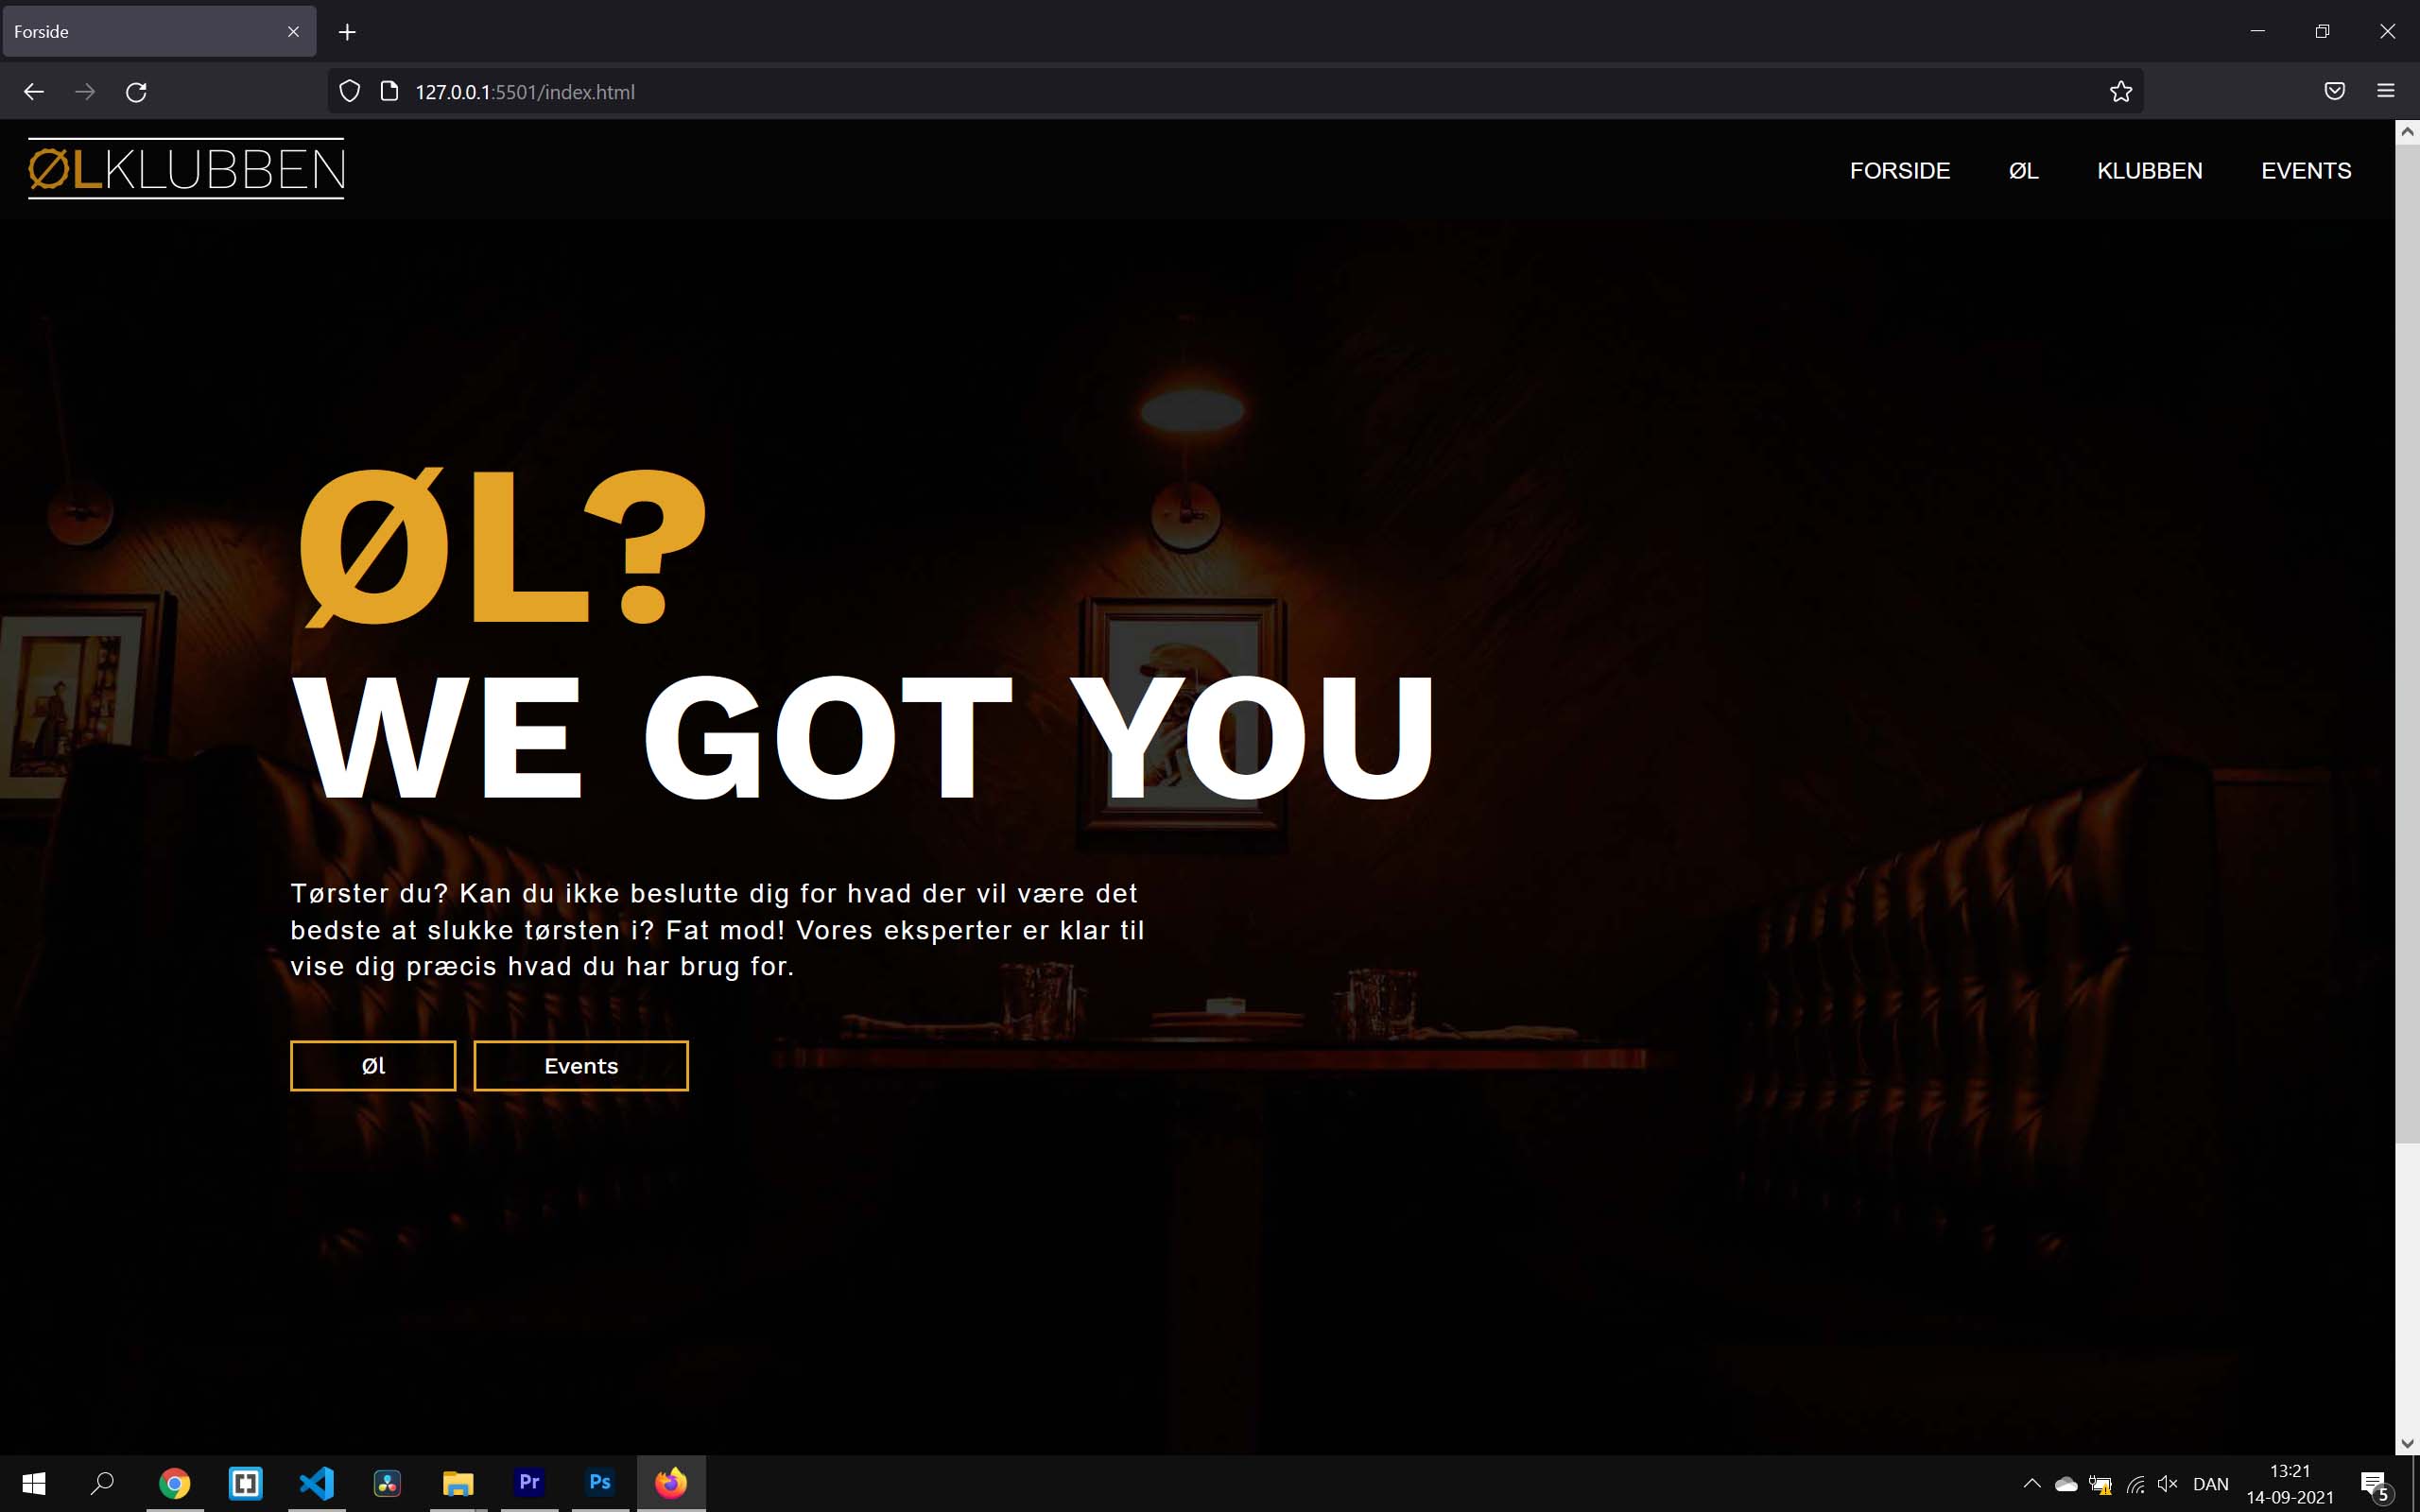 Forside
127.0.0.1:5501/index.html
ØLKLUBBEN
FORSIDE ØL KLUBBEN EVENTS
ØL?
WE GOT YOU
Tørster du? Kan du ikke beslutte dig for hvad der vil være det
bedste at slukke tørsten i? Fat mod! Vores eksperter er klar til
vise dig præcis hvad du har brug for.
Øl Events
Pr Ps DAN
13:21
14-09-2021
5